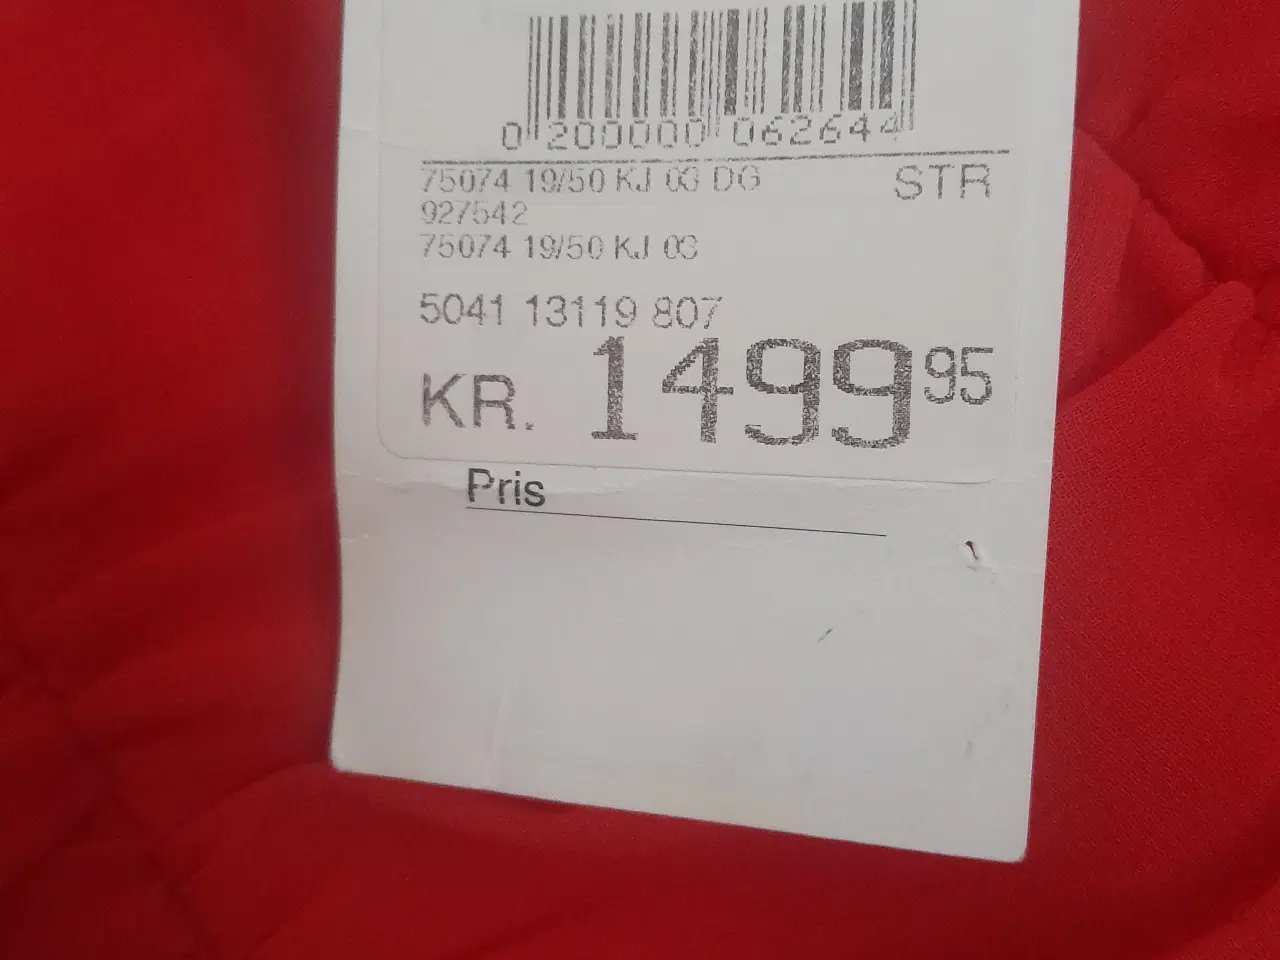 0 200000 062644
75074 19/50 KJ 03 DG STR
927542
75074 19/50 KJ 03
5041 13119 807
KR. 1499 95
Pris